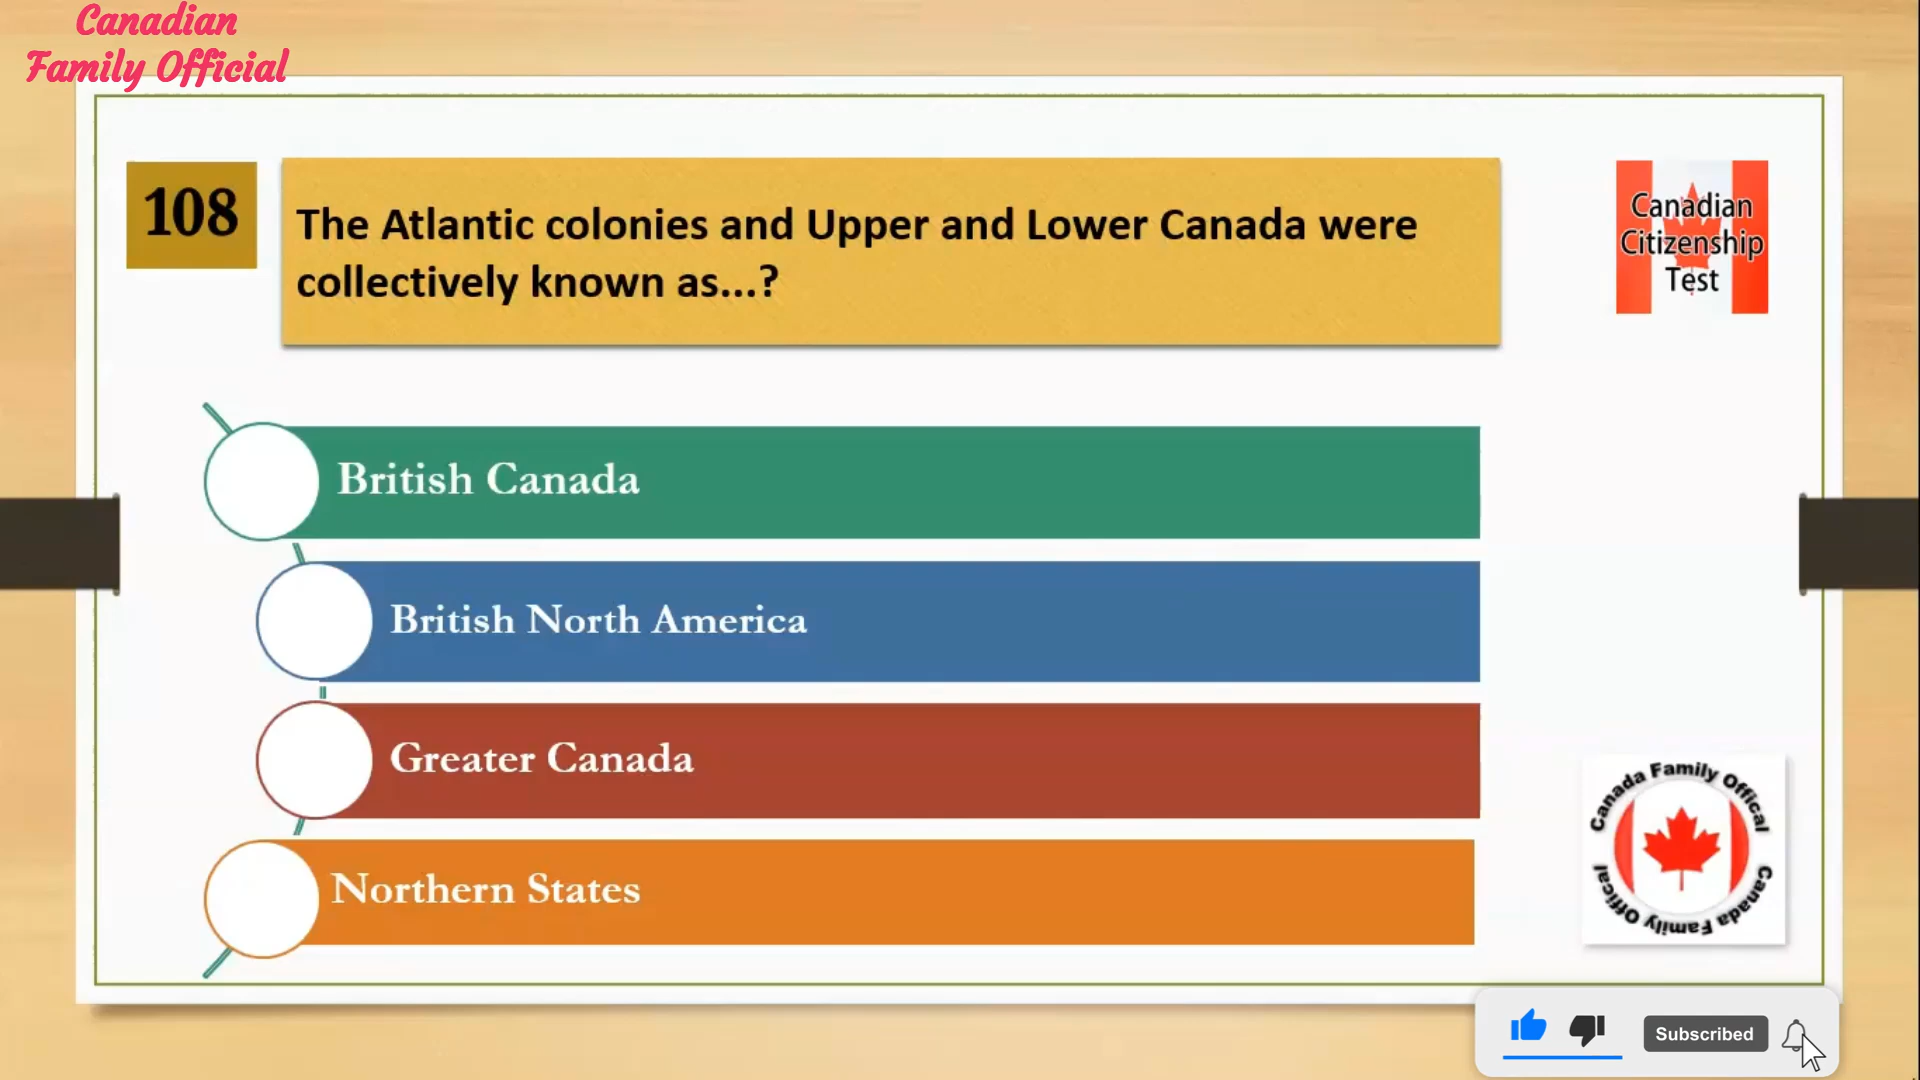 Canadian
Family Official
108
The Atlantic colonies and Upper and Lower Canada were
collectively known as...?
Canadian
Citizenship
Test
British Canada
British North America
Greater Canada
Northern States
Canada Family Offical
Canada Family Offical
Subscribed